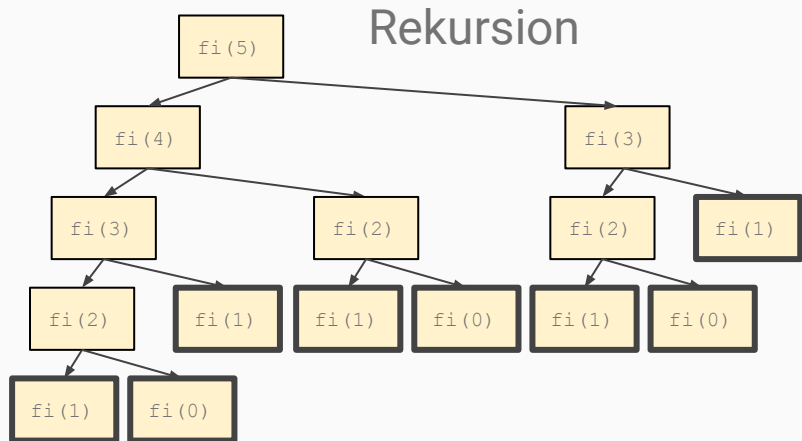 Rekursion
fi(5)
fi(4)
fi(3)
fi(3)
fi(2)
fi(2)
fi(1)
fi(2)
fi(1)
fi(1)
fi(0)
fi(1)
fi(0)
fi(1)
fi(0)